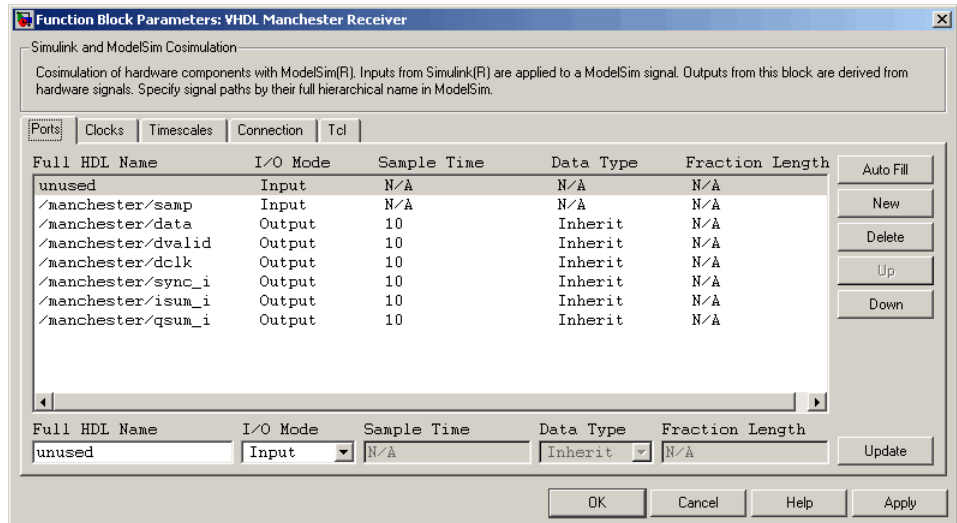 Function Block Parameters: VHDL Manchester Receiver
Simulink and ModelSim Cosimulation
Cosimulation of hardware components with ModelSim(R). Inputs from Simulink(R) are applied to a ModelSim signal. Outputs from this block are derived from
hardware signals. Specify signal paths by their full hierarchical name in ModelSim.
Ports Clocks Timescales Connection Tcl
Full HDL Name I/O Mode Sample Time Data Type Fraction Length Auto Fill
unused Input N/A N/A N/A
/manchester/samp Input N/A N/A N/A New
/manchester/data Output 10 Inherit N/A
/manchester/dvalid Output 10 Inherit N/A Delete
/manchester/dclk Output 10 Inherit N/A Up
/manchester/sync_i Output 10 Inherit N/A
/manchester/isum_i Output 10 Inherit N/A Down
/manchester/qsum_i Output 10 Inherit N/A
Full HDL Name I/O Mode Sample Time Data Type Fraction Length
unused Input N/A Inherit N/A Update
OK Cancel Help Apply